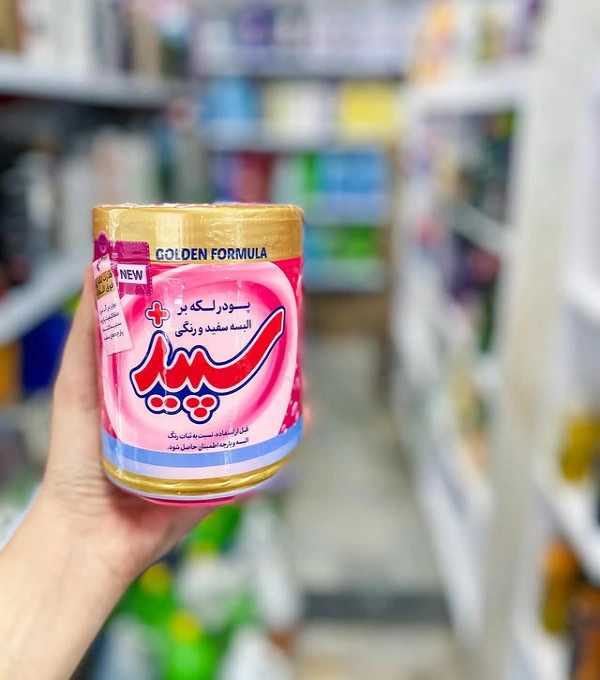 GOLDEN FORMULA
NEW
پودر لکه بر
البسه سفید و رنگی
سپید
قبل از استفاده، نسبت به ثبات رنگ
البسه و پارچه اطمینان حاصل شود.